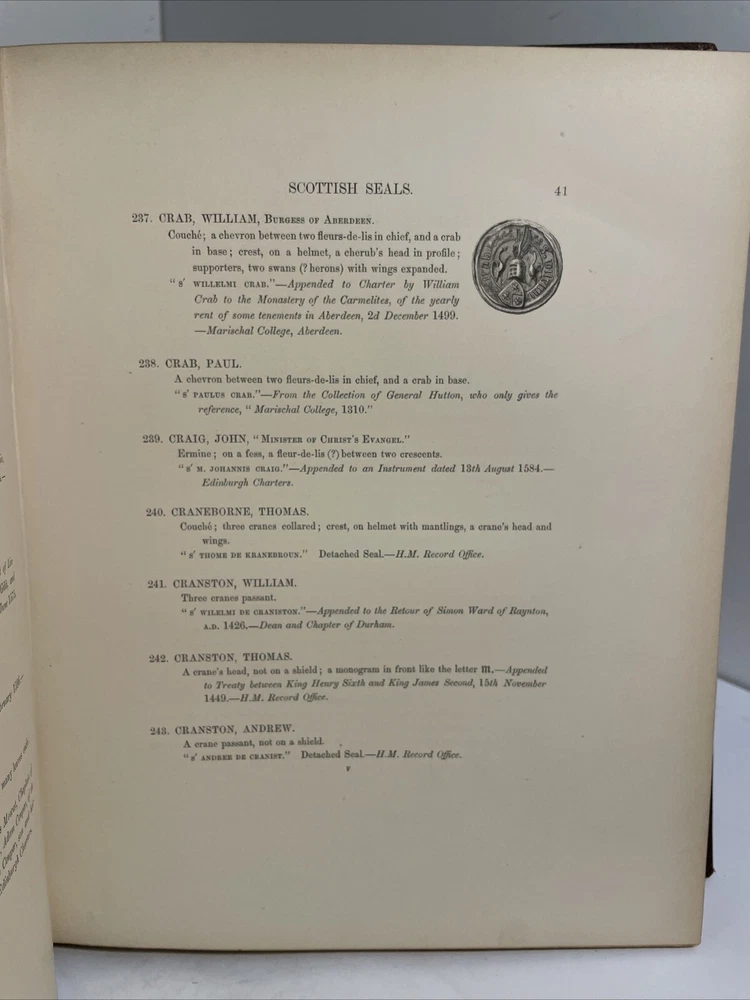 SCOTTISH SEALS. 41
237. CRAB, WILLIAM, BURGESS OF ABERDEEN.
Couché; a chevron between two fleurs-de-lis in chief, and a crab
in base; crest, on a helmet, a cherub's head in profile;
supporters, two swans (? herons) with wings expanded.
"S' WILLELMI CRAB."—Appended to Charter by William
Crab to the Monastery of the Carmelites, of the yearly
rent of some tenements in Aberdeen, 2d December 1499.
—Marischal College, Aberdeen.
238. CRAB, PAUL.
A chevron between two fleurs-de-lis in chief, and a crab in base.
"S' PAULUS CRAB."—From the Collection of General Hutton, who only gives the
reference, "Marischal College, 1310."
239. CRAIG, JOHN, "MINISTER OF CHRIST'S EVANGEL."
Ermine; on a fess, a fleur-de-lis (?) between two crescents.
"S' M. JOHANNIS CRAIG."—Appended to an Instrument dated 13th August 1584.—
Edinburgh Charters.
240. CRANEBORNE, THOMAS.
Couché; three cranes collared; crest, on helmet with mantlings, a crane's head and
wings.
"S' THOME DE KRANEBROUN." Detached Seal.—H.M. Record Office.
241. CRANSTON, WILLIAM.
Three cranes passant.
"S' WILELMI DE CRANISTON."—Appended to the Retour of Simon Ward of Raynton,
A.D. 1426.—Dean and Chapter of Durham.
242. CRANSTON, THOMAS.
A crane's head, not on a shield; a monogram in front like the letter m.—Appended
to Treaty between King Henry Sixth and King James Second, 15th November
1449.—H.M. Record Office.
243. CRANSTON, ANDREW.
A crane passant, not on a shield.
"S' ANDREE DE CRANIST." Detached Seal.—H.M. Record Office.
F